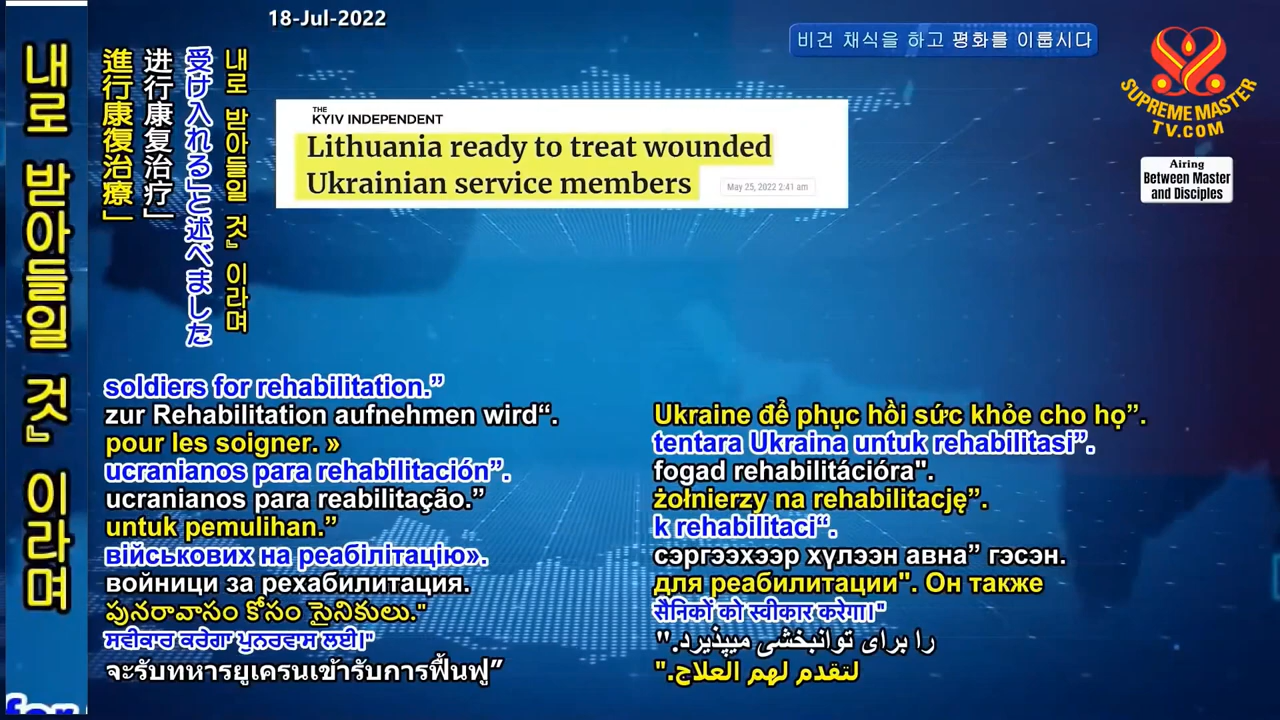 18-Jul-2022
비건 채식을 하고 평화를 이룹시다
SUPREME MASTER
TV.COM
Airing
Between Master
and Disciples
THE
KYIV INDEPENDENT
Lithuania ready to treat wounded
Ukrainian service members
May 25, 2022 2:41 am
내로 받아들일 것』 이라며
進行康復治療」
进行康复治疗」
受け入れる」と述べました
내로 받아들일 것』 이라며
soldiers for rehabilitation.”
zur Rehabilitation aufnehmen wird“.
pour les soigner. »
ucranianos para rehabilitación”.
ucranianos para reabilitação.”
untuk pemulihan.”
військових на реабілітацію».
войници за рехабилитация.
పునరావాసం కోసం సైనికులు."
ਸਵੀਕਾਰ ਕਰੇਗਾ ਪੁਨਰਵਾਸ ਲਈ।"
จะรับทหารยูเครนเข้ารับการฟื้นฟู”
Ukraine để phục hồi sức khỏe cho họ”.
tentara Ukraina untuk rehabilitasi”.
fogad rehabilitációra".
żołnierzy na rehabilitację”.
k rehabilitaci“.
сэргээхээр хүлээн авна” гэсэн.
для реабилитации". Он также
सैनिकों को स्वीकार करेगा।"
را برای توانبخشی میپذیرد."
لتقدم لهم العلاج."
for